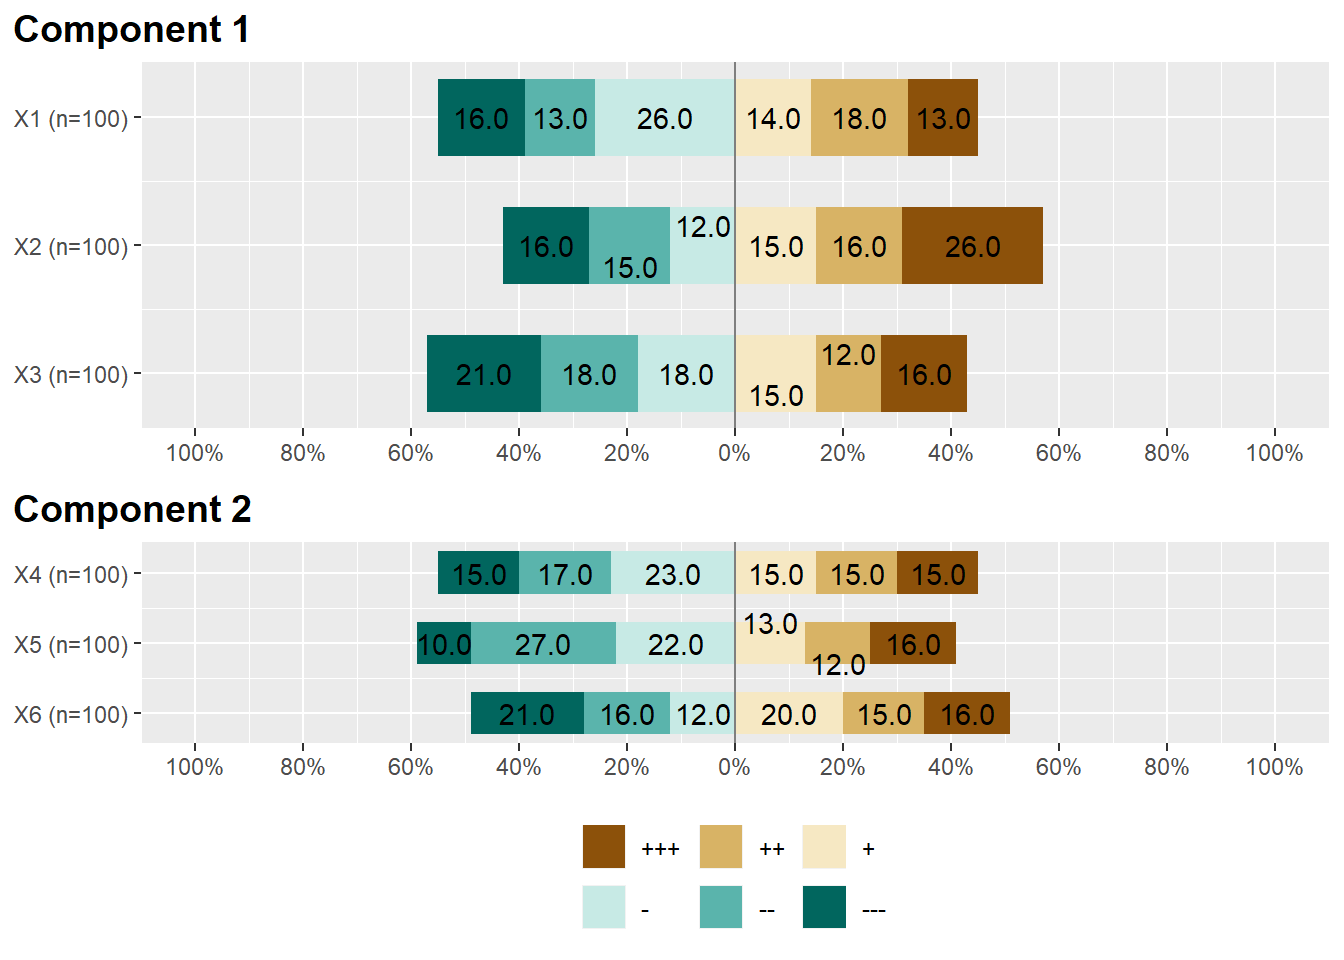 Component 1
X1 (n=100) 16.0 13.0 26.0 14.0 18.0 13.0
X2 (n=100) 16.0 15.0 12.0 15.0 16.0 26.0
X3 (n=100) 21.0 18.0 18.0 15.0 12.0 16.0
100% 80% 60% 40% 20% 0% 20% 40% 60% 80% 100%
Component 2
X4 (n=100) 15.0 17.0 23.0 15.0 15.0 15.0
X5 (n=100) 10.0 27.0 22.0 13.0 12.0 16.0
X6 (n=100) 21.0 16.0 12.0 20.0 15.0 16.0
100% 80% 60% 40% 20% 0% 20% 40% 60% 80% 100%
+++ ++ +
- -- ---